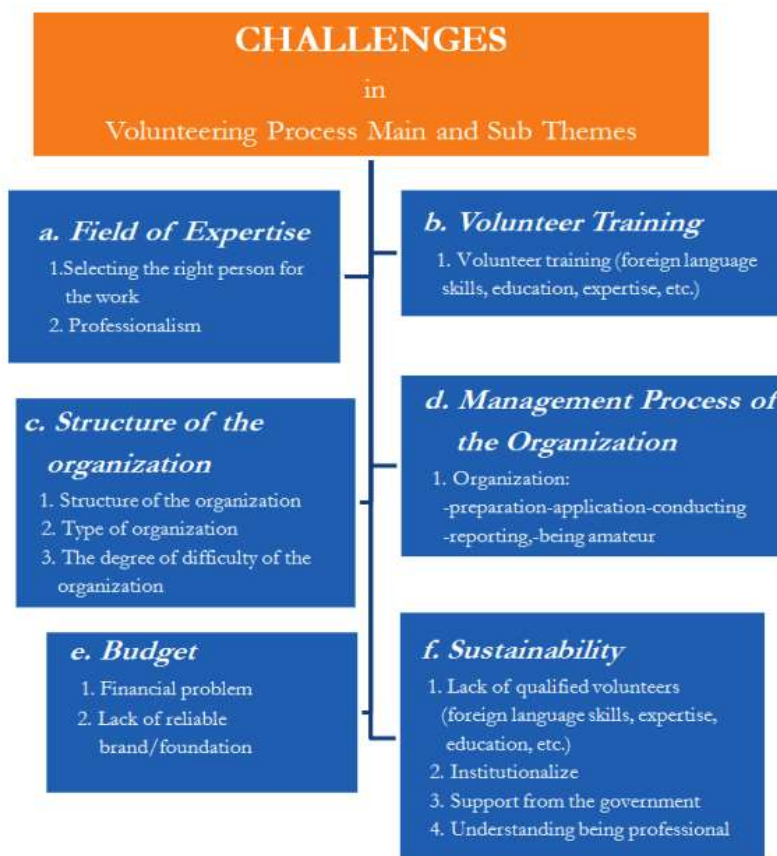 CHALLENGES
in
Volunteering Process Main and Sub Themes
a. Field of Expertise
1.Selecting the right person for
the work
2. Professionalism
b. Volunteer Training
1. Volunteer training (foreign language
skills, education, expertise, etc.)
c. Structure of the
organization
1. Structure of the organization
2. Type of organization
3. The degree of difficulty of the
organization
d. Management Process of
the Organization
1. Organization:
-preparation-application-conducting
-reporting,-being amateur
e. Budget
1. Financial problem
2. Lack of reliable
brand/foundation
f. Sustainability
1. Lack of qualified volunteers
(foreign language skills, expertise,
education, etc.)
2. Institutionalize
3. Support from the government
4. Understanding being professional